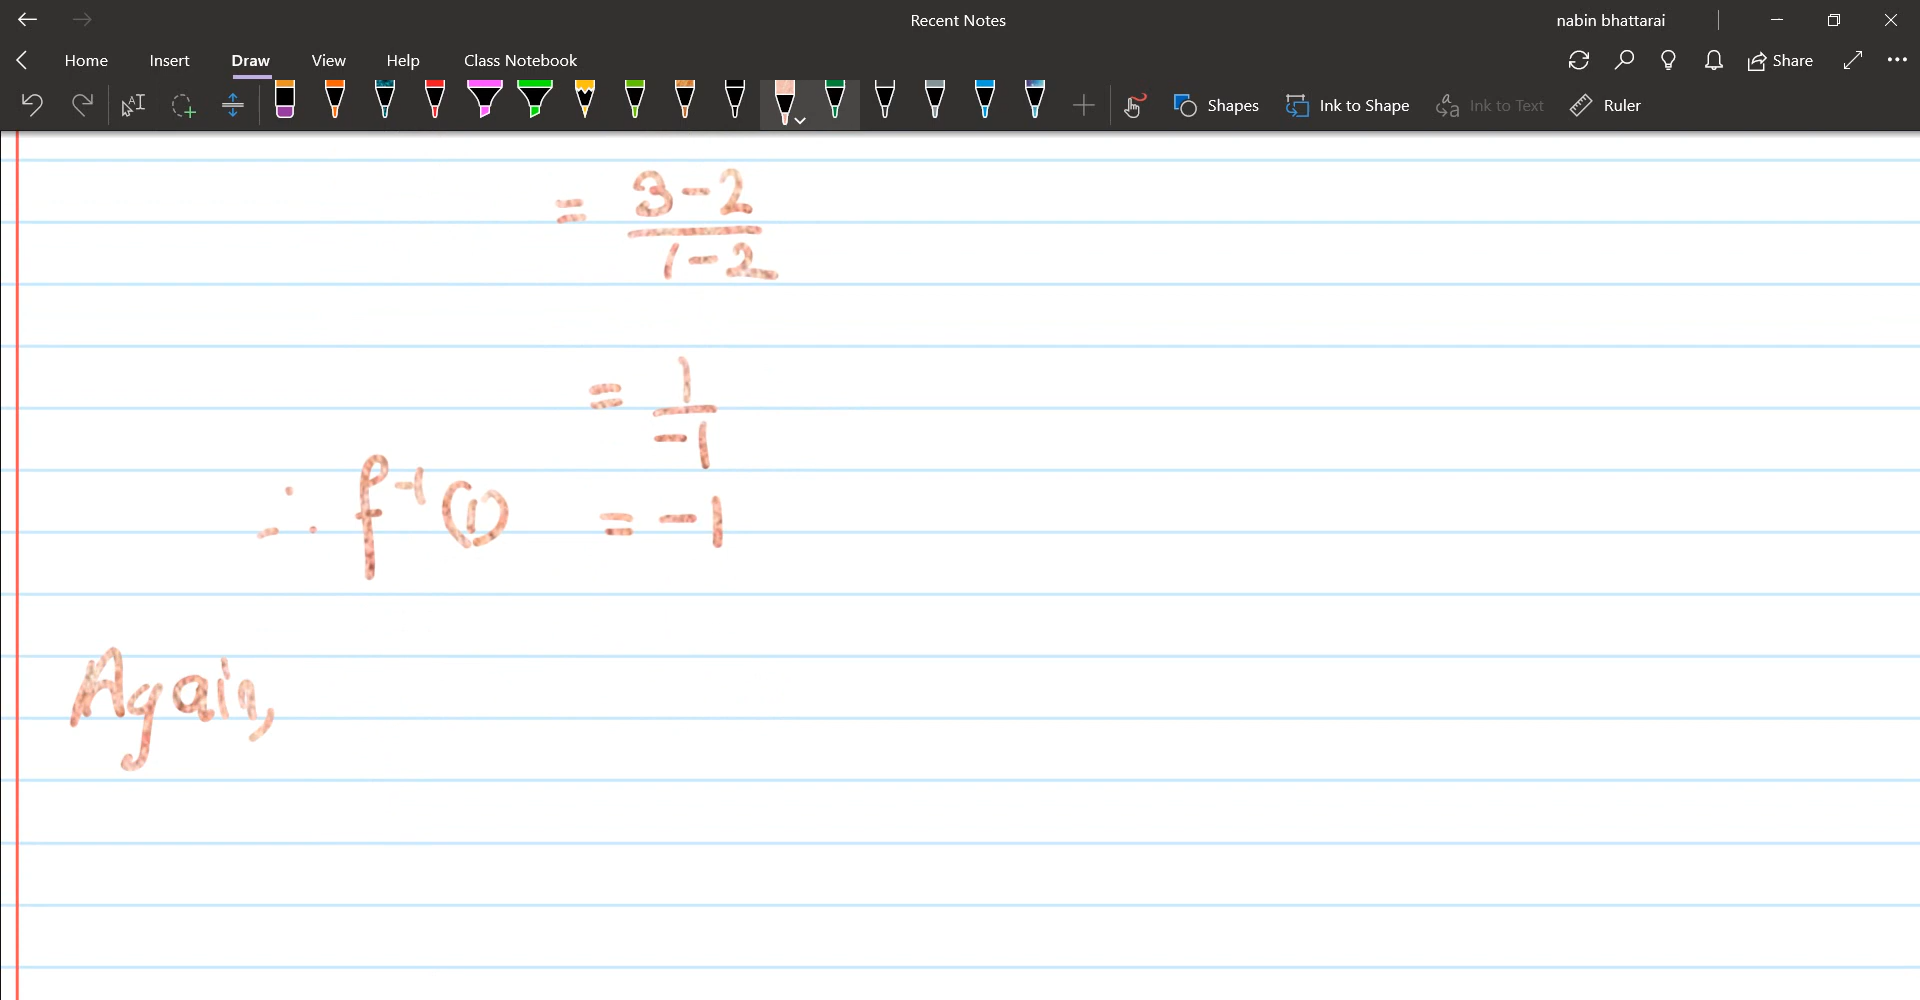 Recent Notes nabin bhattarai
Home Insert Draw View Help Class Notebook Share
Shapes Ink to Shape Ink to Text Ruler
= 3-2
1-2
= 1
-1
∴ f⁻¹(1) = -1
Again,